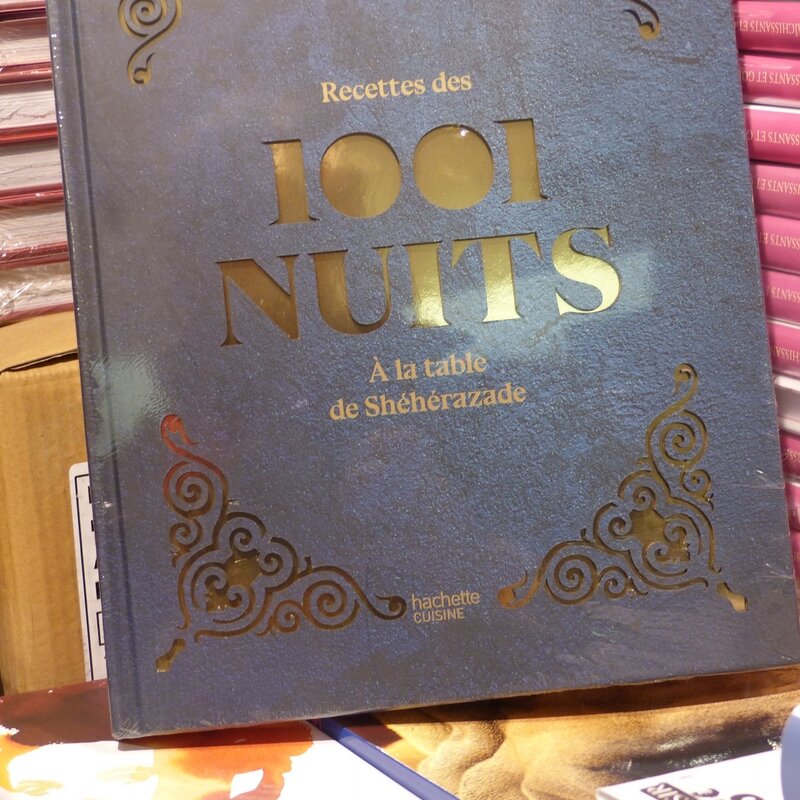 Recettes des
1001
NUITS
À la table
de Shéhérazade
hachette
CUISINE